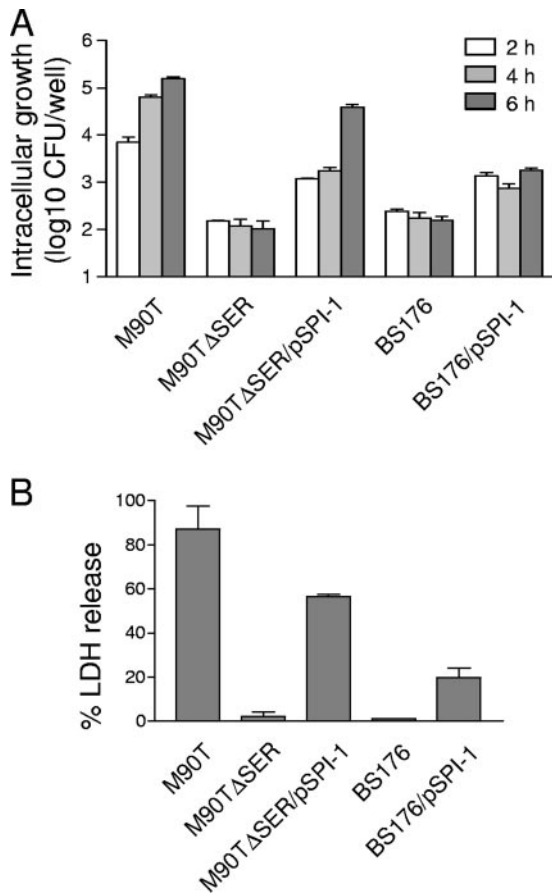 A
Intracellular growth
(log10 CFU/well)
6
5
4
3
2
1
2 h
4 h
6 h
M90T
M90TΔSER
M90TΔSER/pSPI-1
BS176
BS176/pSPI-1
B
% LDH release
100
80
60
40
20
0
M90T
M90TΔSER
M90TΔSER/pSPI-1
BS176
BS176/pSPI-1